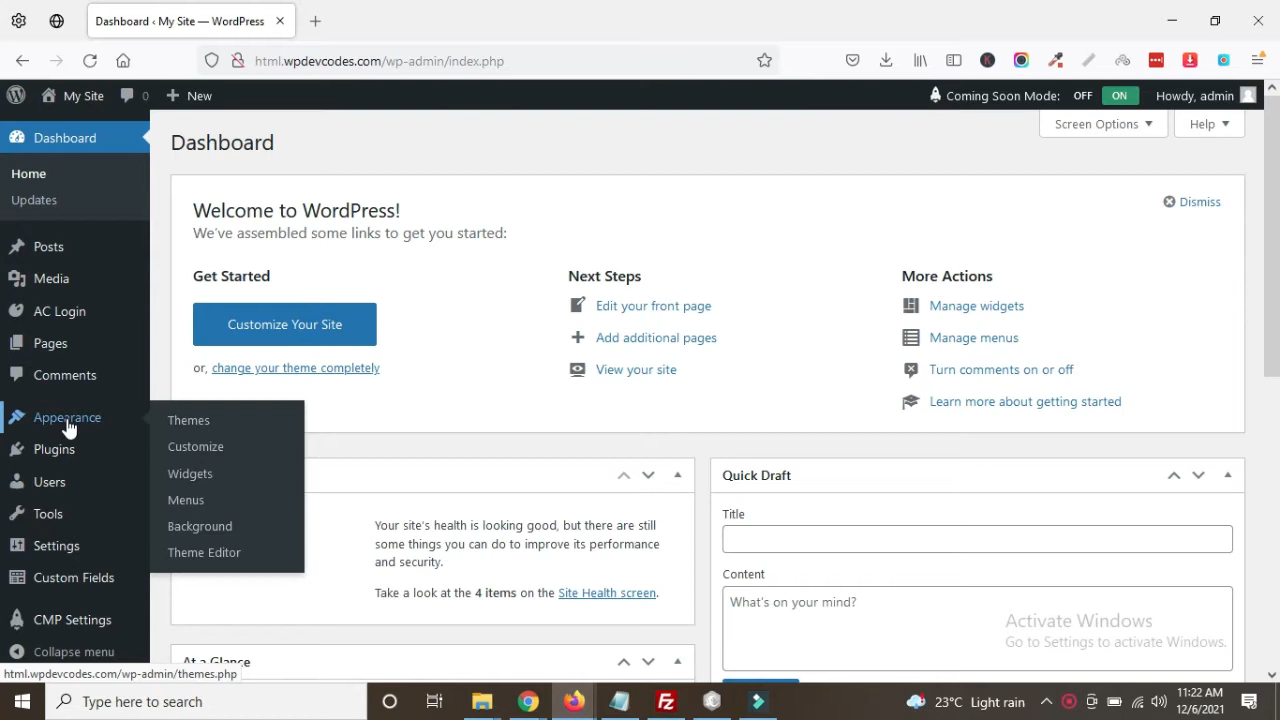 Dashboard ‹ My Site — WordPress
html.wpdevcodes.com/wp-admin/index.php
My Site
0
New
Coming Soon Mode:
OFF
ON
Howdy, admin
Dashboard
Home
Updates
Posts
Media
AC Login
Pages
Comments
Appearance
Plugins
Users
Tools
Settings
Custom Fields
CMP Settings
Collapse menu
Themes
Customize
Widgets
Menus
Background
Theme Editor
Dashboard
Screen Options
Help
Welcome to WordPress!
We've assembled some links to get you started:
Dismiss
Get Started
Customize Your Site
or, change your theme completely
Next Steps
Edit your front page
Add additional pages
View your site
More Actions
Manage widgets
Manage menus
Turn comments on or off
Learn more about getting started
Your site's health is looking good, but there are still
some things you can do to improve its performance
and security.
Take a look at the 4 items on the Site Health screen.
At a Glance
Quick Draft
Title
Content
What's on your mind?
Activate Windows
Go to Settings to activate Windows.
html.wpdevcodes.com/wp-admin/themes.php
Type here to search
23°C Light rain
11:22 AM
12/6/2021